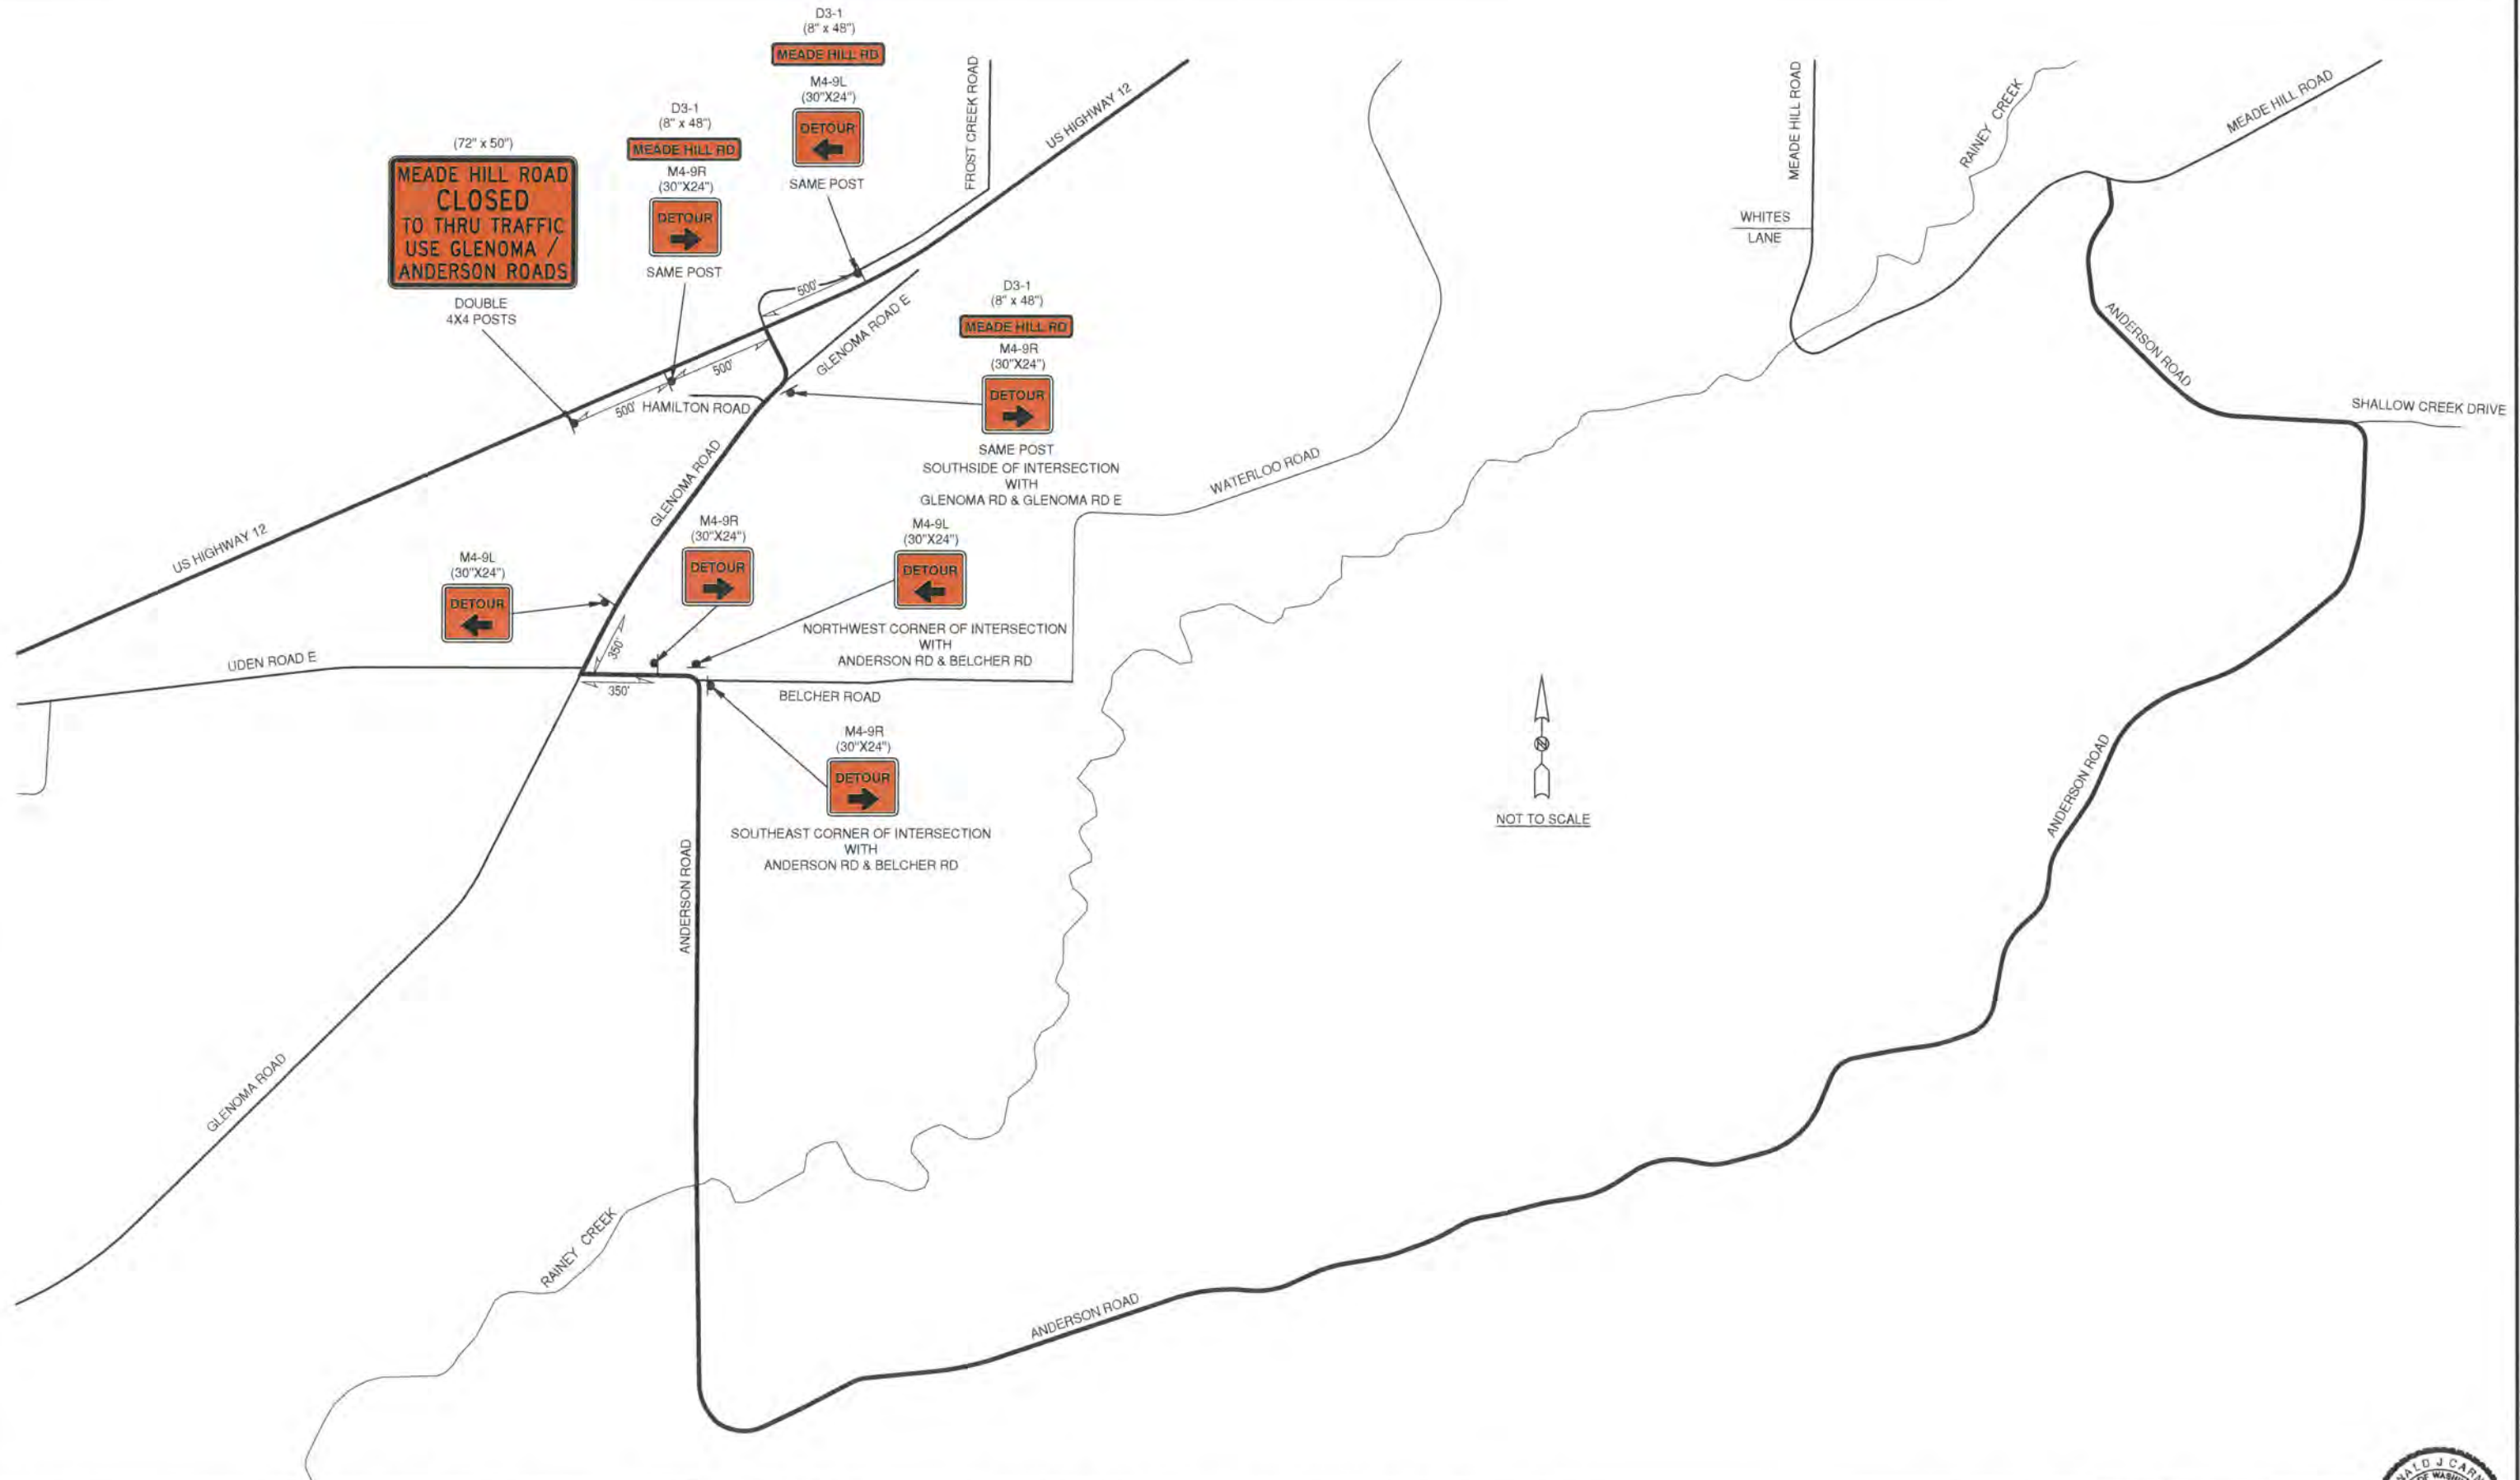 D3-1
(8" x 48")
MEADE HILL RD
M4-9L
(30"X24")
DETOUR
SAME POST
D3-1
(8" x 48")
MEADE HILL RD
M4-9R
(30"X24")
DETOUR
SAME POST
(72" x 50")
MEADE HILL ROAD
CLOSED
TO THRU TRAFFIC
USE GLENOMA /
ANDERSON ROADS
DOUBLE
4X4 POSTS
FROST CREEK ROAD
US HIGHWAY 12
MEADE HILL ROAD
RAINEY CREEK
MEADE HILL ROAD
WHITES
LANE
500'
GLENOMA ROAD E
500'
500'
HAMILTON ROAD
D3-1
(8" x 48")
MEADE HILL RD
M4-9R
(30"X24")
DETOUR
SAME POST
SOUTHSIDE OF INTERSECTION
WITH
GLENOMA RD & GLENOMA RD E
ANDERSON ROAD
SHALLOW CREEK DRIVE
WATERLOO ROAD
GLENOMA ROAD
US HIGHWAY 12
M4-9L
(30"X24")
DETOUR
M4-9R
(30"X24")
DETOUR
M4-9L
(30"X24")
DETOUR
NORTHWEST CORNER OF INTERSECTION
WITH
ANDERSON RD & BELCHER RD
350'
UDEN ROAD E
350'
BELCHER ROAD
M4-9R
(30"X24")
DETOUR
SOUTHEAST CORNER OF INTERSECTION
WITH
ANDERSON RD & BELCHER RD
N
NOT TO SCALE
ANDERSON ROAD
ANDERSON ROAD
GLENOMA ROAD
RAINEY CREEK
ANDERSON ROAD
NALD J CARN
OF WASHI